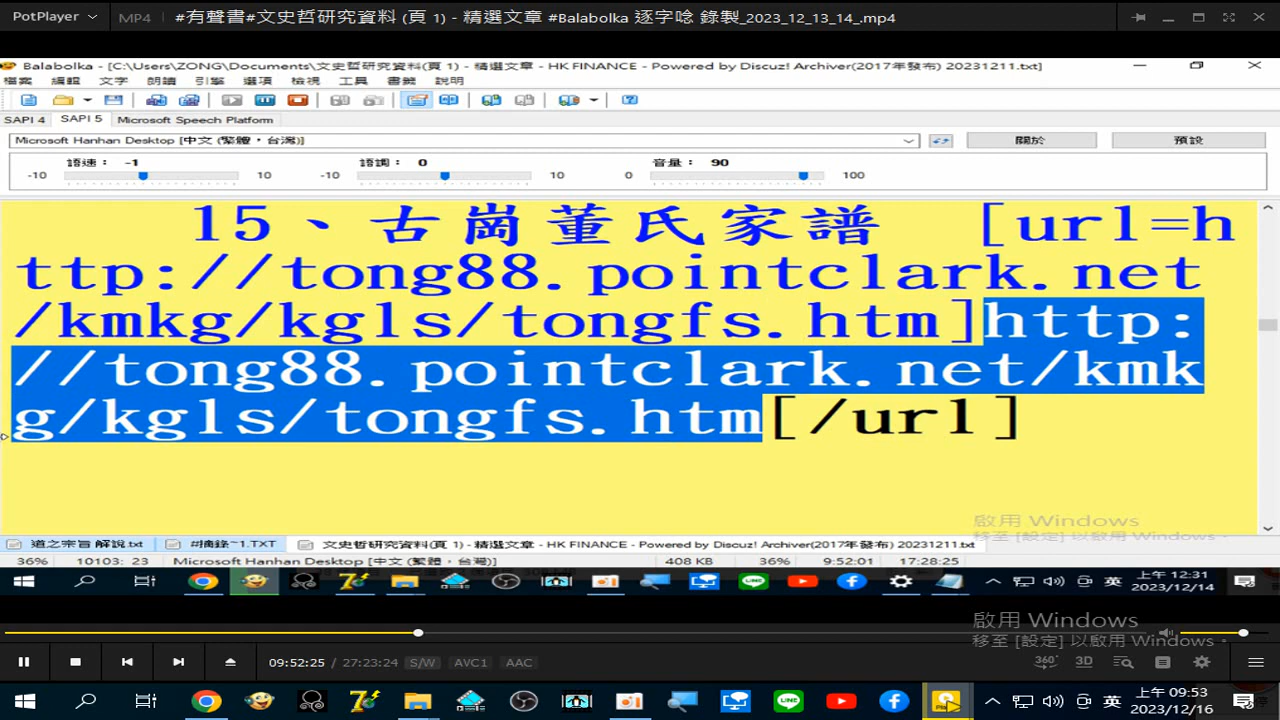 PotPlayer MP4 #有聲書#文史哲研究資料 (頁 1) - 精選文章 #Balabolka 逐字唸 錄製_2023_12_13_14_.mp4
Balabolka - [C:\Users\ZONG\Documents\文史哲研究資料(頁 1) - 精選文章 - HK FINANCE - Powered by Discuz! Archiver(2017年發布) 20231211.txt]
檔案 編輯 文字 朗讀 引擎 選項 檢視 工具 書籤 說明
SAPI 4 SAPI 5 Microsoft Speech Platform
Microsoft Hanhan Desktop [中文 (繁體，台灣)] 關於 預設
語速： -1 語調： 0 音量： 90
-10 10 -10 10 0 100
15、古崗董氏家譜 [url=h
ttp://tong88.pointclark.net
/kmkg/kgls/tongfs.htm]http:
//tong88.pointclark.net/kmk
g/kgls/tongfs.htm[/url]
啟用 Windows
移至 [設定] 以啟用 Windows。
道之宗旨 解說.txt #摘錄~1.TXT 文史哲研究資料(頁 1) - 精選文章 - HK FINANCE - Powered by Discuz! Archiver(2017年發布) 20231211.txt
36% 10103: 23 Microsoft Hanhan Desktop [中文 (繁體，台灣)] 408 KB 36% 9:52:01 17:28:25
英 上午 12:31
2023/12/14
啟用 Windows
移至 [設定] 以啟用 Windows。
09:52:25 / 27:23:24 S/W AVC1 AAC 360° 3D
英 上午 09:53
2023/12/16